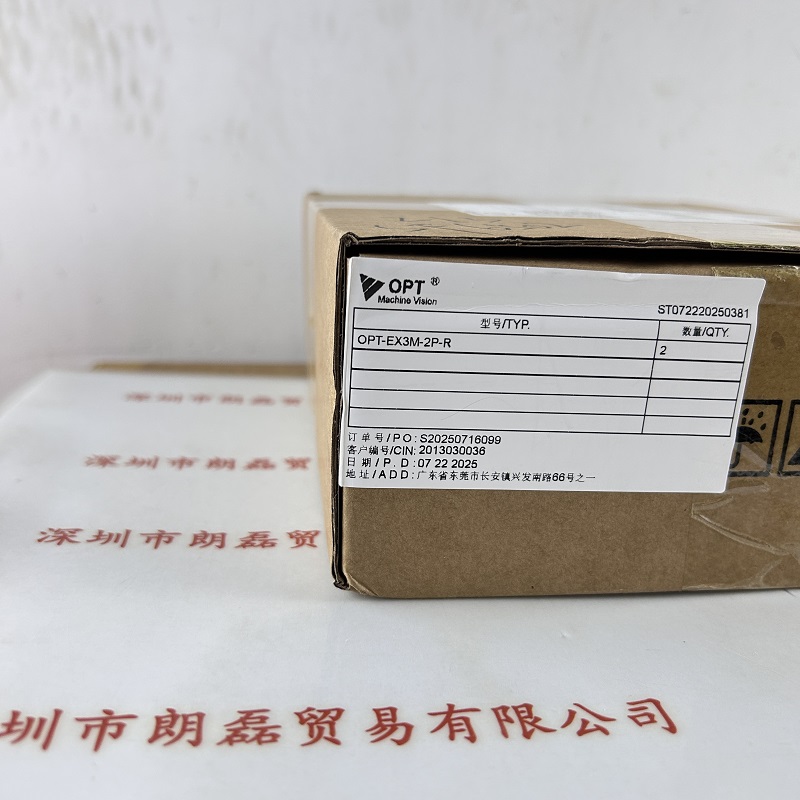 OPT ®
Machine Vision
ST072220250381
型号/TYP. 数量/QTY.
OPT-EX3M-2P-R 2
订单号/PO:S20250716099
客户编号/CIN: 2013030036
日期/P.D:07 22 2025
地址/ADD:广东省东莞市长安镇兴发南路66号之一
深圳市朗磊贸
深圳市朗磊贸
深圳市朗磊贸
圳市朗磊贸易有限公司